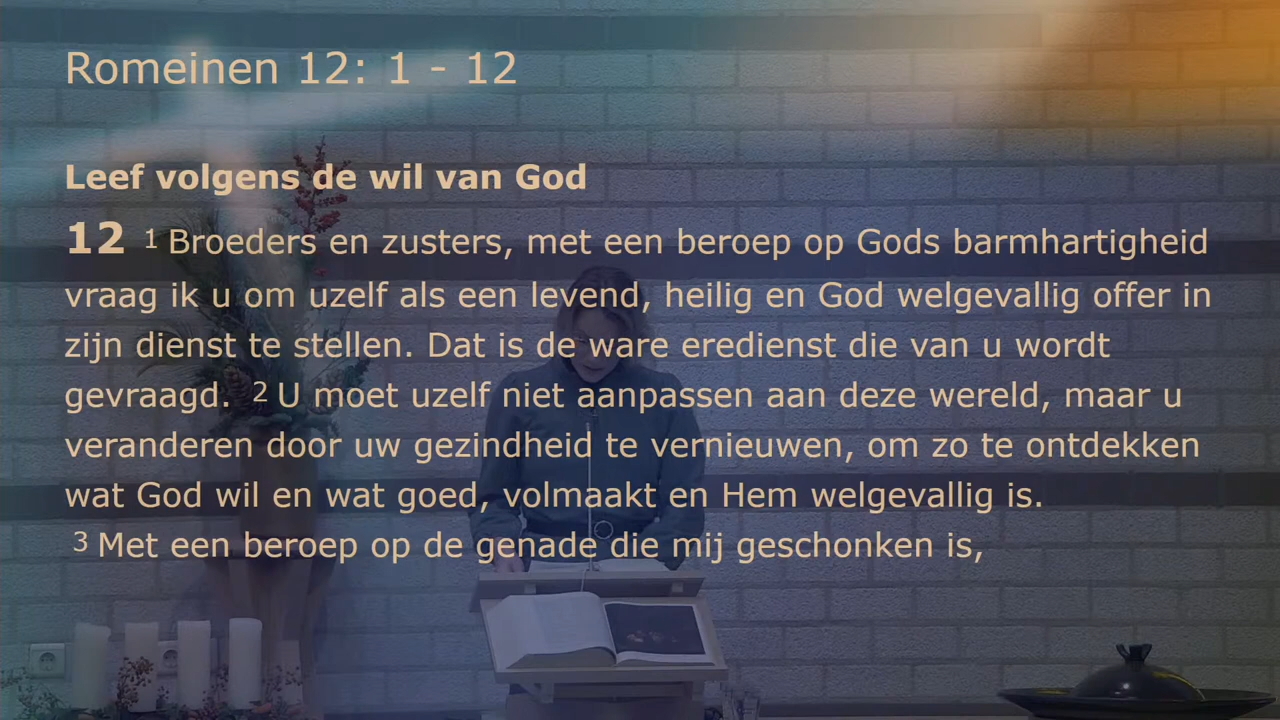 Romeinen 12: 1 - 12
Leef volgens de wil van God
12 1 Broeders en zusters, met een beroep op Gods barmhartigheid
vraag ik u om uzelf als een levend, heilig en God welgevallig offer in
zijn dienst te stellen. Dat is de ware eredienst die van u wordt
gevraagd. 2 U moet uzelf niet aanpassen aan deze wereld, maar u
veranderen door uw gezindheid te vernieuwen, om zo te ontdekken
wat God wil en wat goed, volmaakt en Hem welgevallig is.
3 Met een beroep op de genade die mij geschonken is,